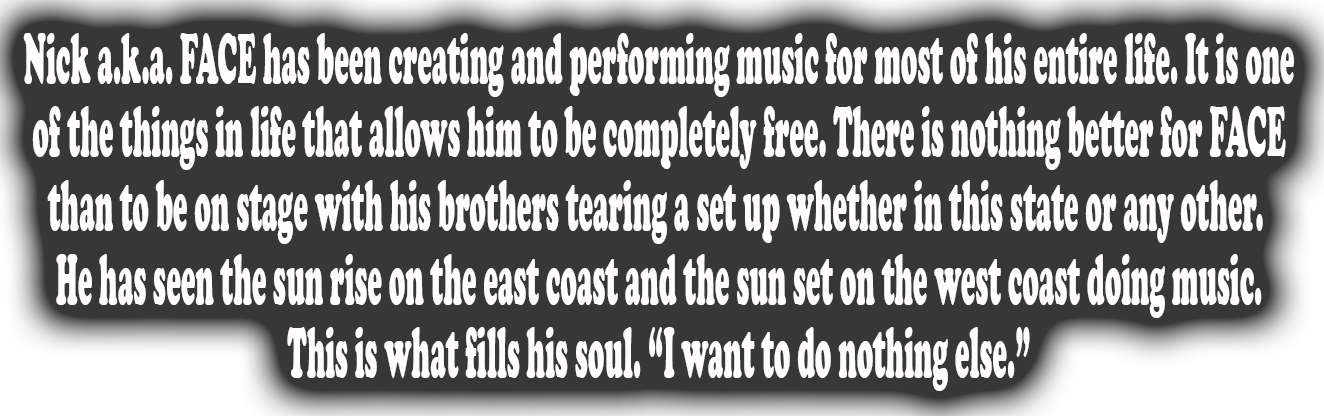 Nick a.k.a. FACE has been creating and performing music for most of his entire life. It is one
of the things in life that allows him to be completely free. There is nothing better for FACE
than to be on stage with his brothers tearing a set up whether in this state or any other.
He has seen the sun rise on the east coast and the sun set on the west coast doing music.
This is what fills his soul. “I want to do nothing else.”